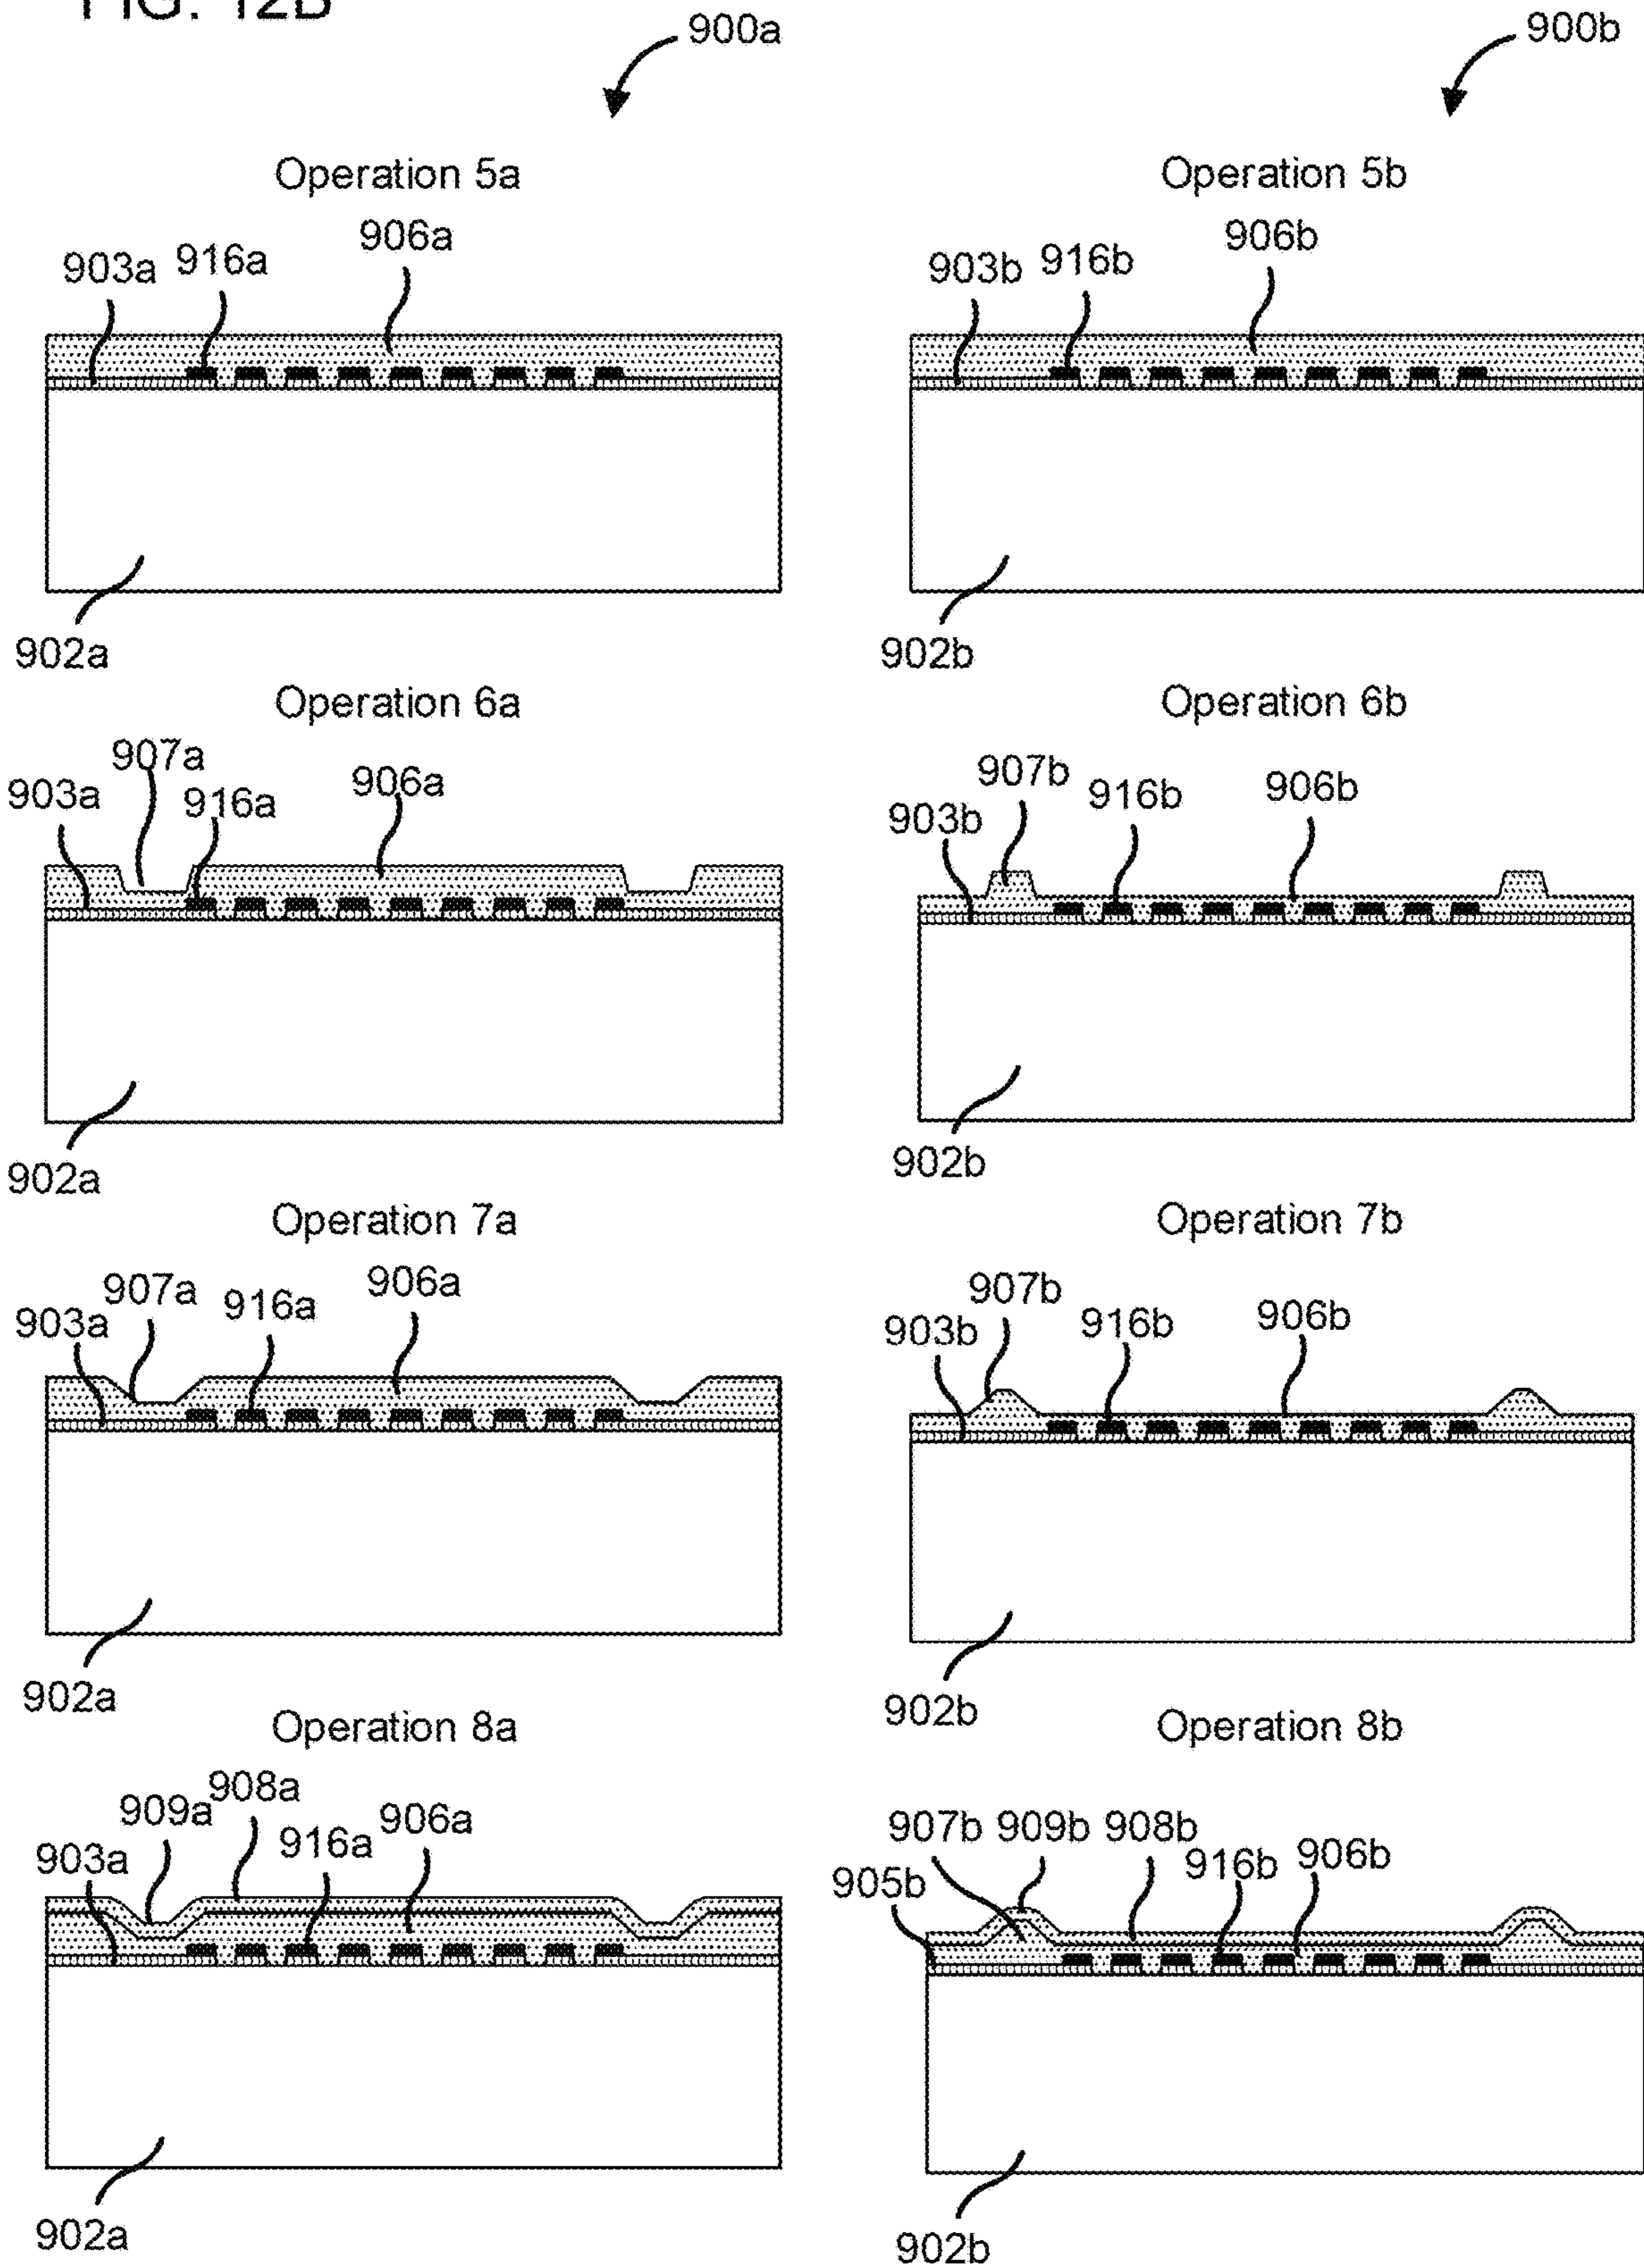 FIG. 12B
900a
900b
Operation 5a
903a 916a 906a
902a
Operation 5b
903b 916b 906b
902b
Operation 6a
907a
903a 916a 906a
902a
Operation 6b
907b
903b 916b 906b
902b
Operation 7a
907a
903a 916a 906a
902a
Operation 7b
907b
903b 916b 906b
902b
Operation 8a
908a
909a
903a 916a 906a
902a
Operation 8b
907b 909b 908b
905b 916b 906b
902b